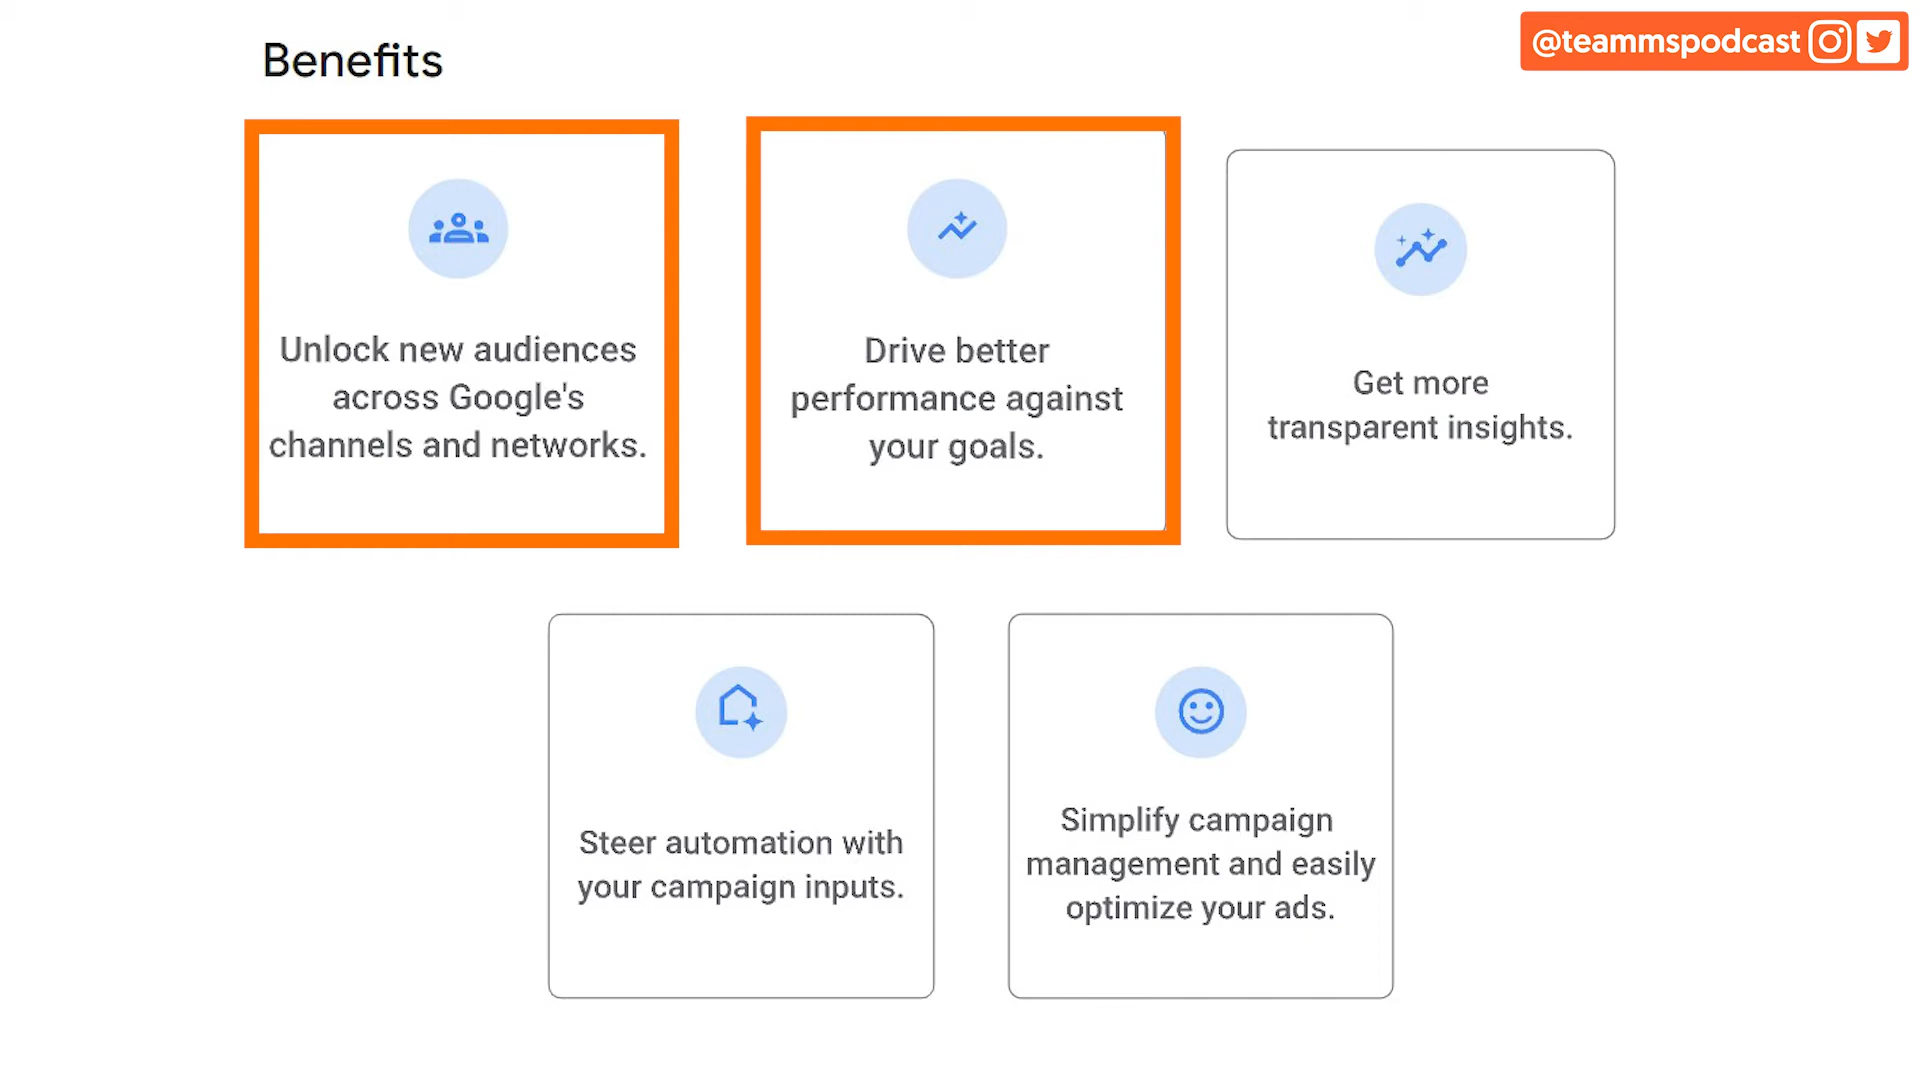 Benefits
@teammspodcast
Unlock new audiences
across Google's
channels and networks.
Drive better
performance against
your goals.
Get more
transparent insights.
Steer automation with
your campaign inputs.
Simplify campaign
management and easily
optimize your ads.